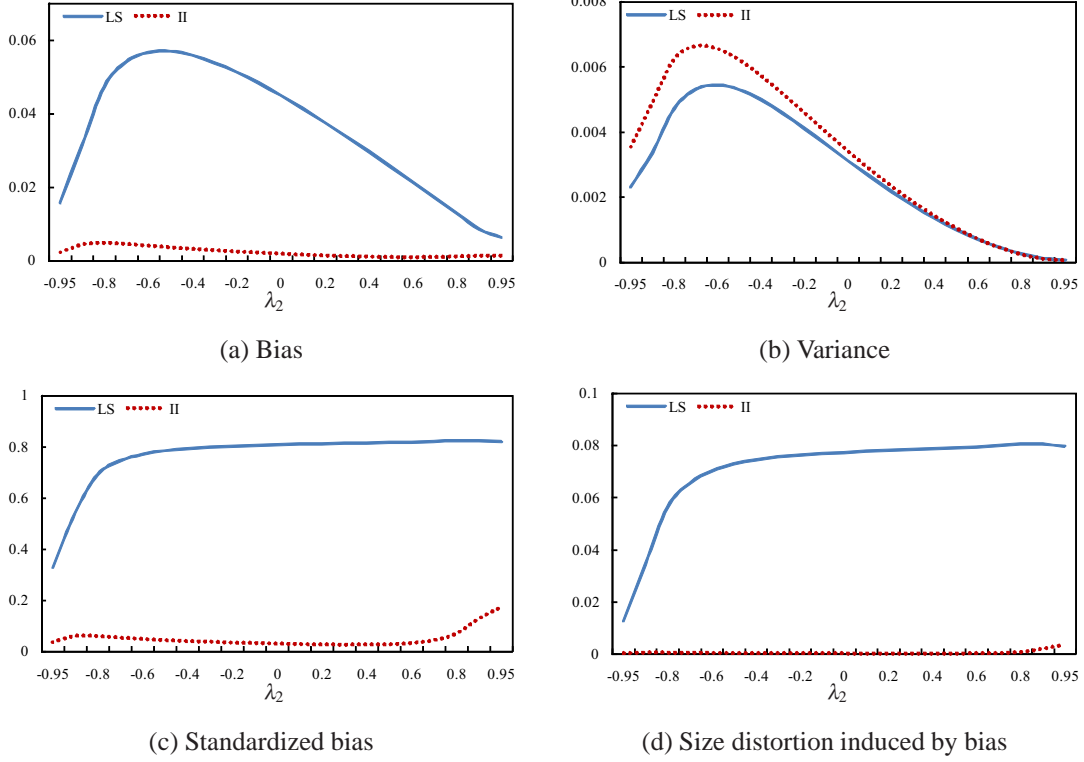 LS II
0.06
0.04
0.02
0
-0.95 -0.8 -0.6 -0.4 -0.2 0 0.2 0.4 0.6 0.8 0.95
λ2
(a) Bias
0.008
LS II
0.006
0.004
0.002
0
-0.95 -0.8 -0.6 -0.4 -0.2 0 0.2 0.4 0.6 0.8 0.95
λ2
(b) Variance
1
LS II
0.8
0.6
0.4
0.2
0
-0.95 -0.8 -0.6 -0.4 -0.2 0 0.2 0.4 0.6 0.8 0.95
λ2
(c) Standardized bias
0.1
LS II
0.08
0.06
0.04
0.02
0
-0.95 -0.8 -0.6 -0.4 -0.2 0 0.2 0.4 0.6 0.8 0.95
λ2
(d) Size distortion induced by bias